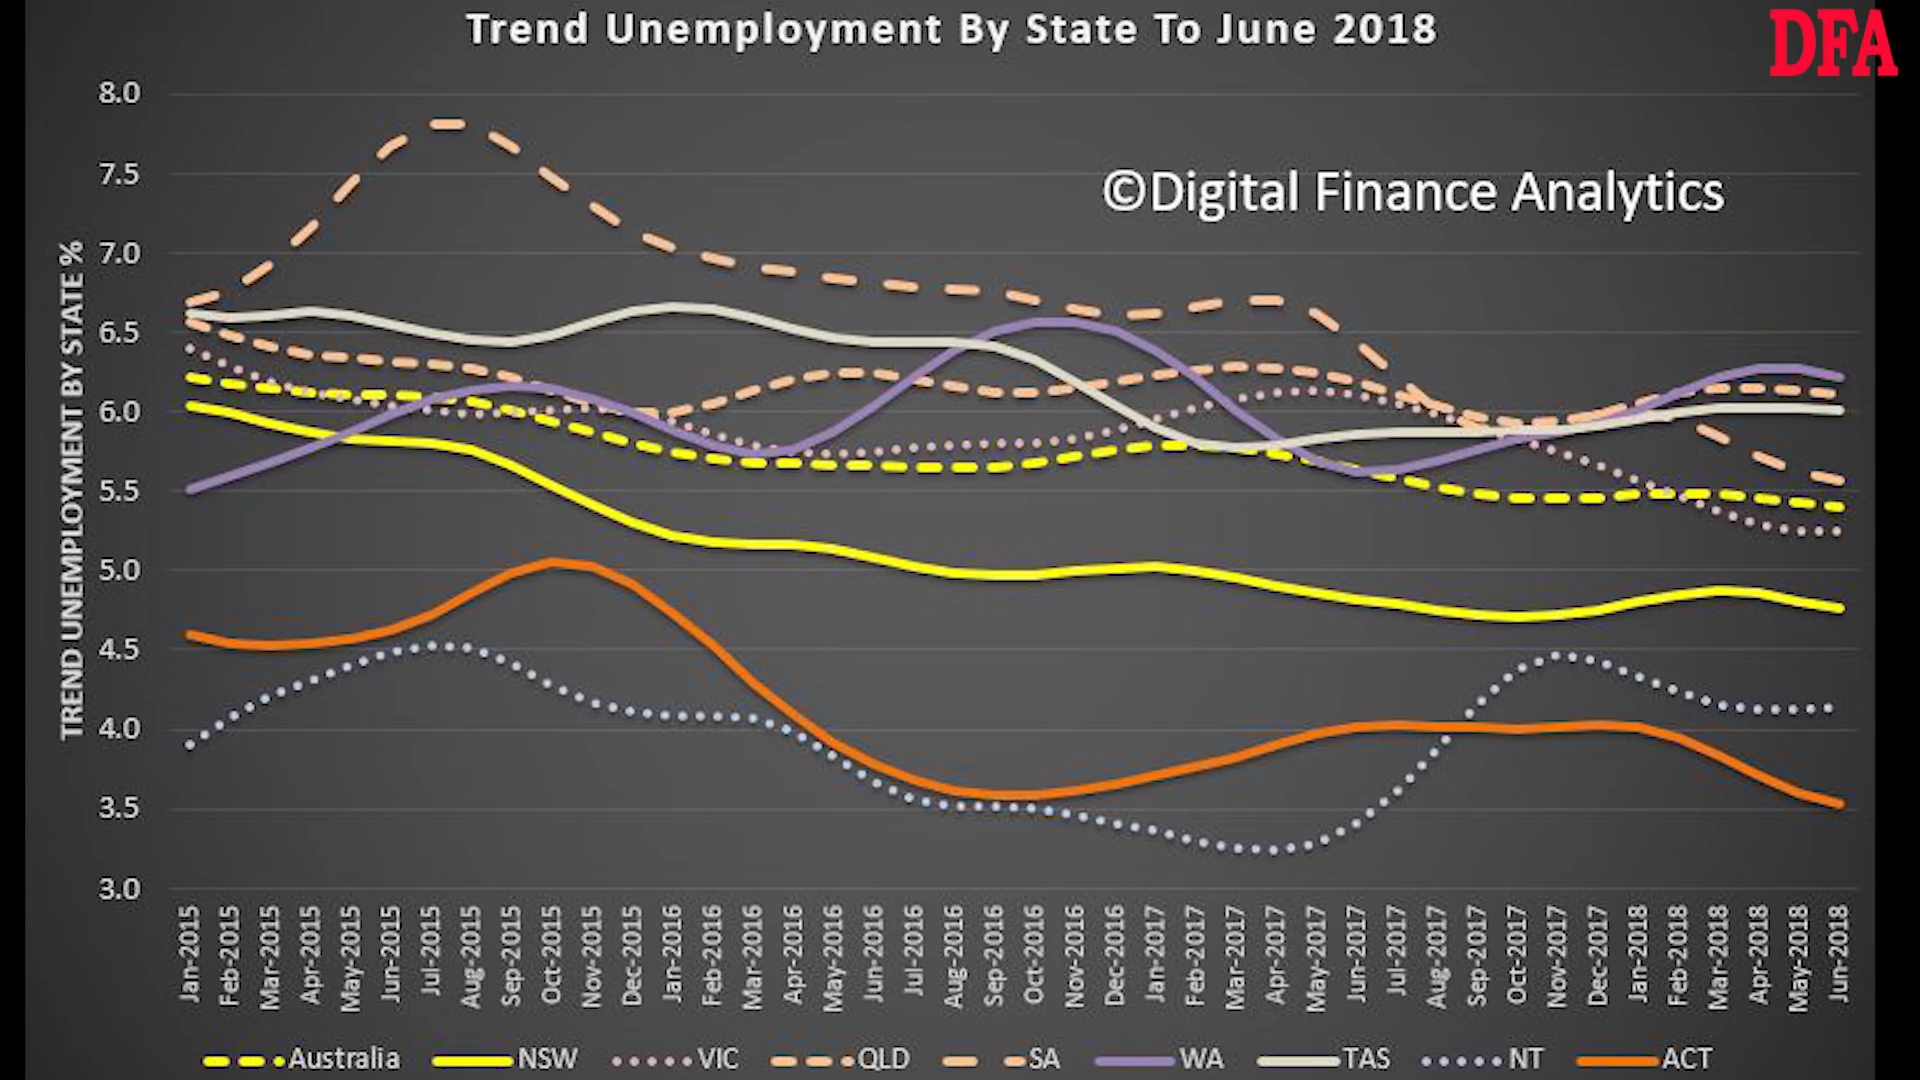 Trend Unemployment By State To June 2018
DFA
©Digital Finance Analytics
TREND UNEMPLOYMENT BY STATE %
8.0
7.5
7.0
6.5
6.0
5.5
5.0
4.5
4.0
3.5
3.0
Jan-2015
Feb-2015
Mar-2015
Apr-2015
May-2015
Jun-2015
Jul-2015
Aug-2015
Sep-2015
Oct-2015
Nov-2015
Dec-2015
Jan-2016
Feb-2016
Mar-2016
Apr-2016
May-2016
Jun-2016
Jul-2016
Aug-2016
Sep-2016
Oct-2016
Nov-2016
Dec-2016
Jan-2017
Feb-2017
Mar-2017
Apr-2017
May-2017
Jun-2017
Jul-2017
Aug-2017
Sep-2017
Oct-2017
Nov-2017
Dec-2017
Jan-2018
Feb-2018
Mar-2018
Apr-2018
May-2018
Jun-2018
Australia NSW VIC QLD SA WA TAS NT ACT